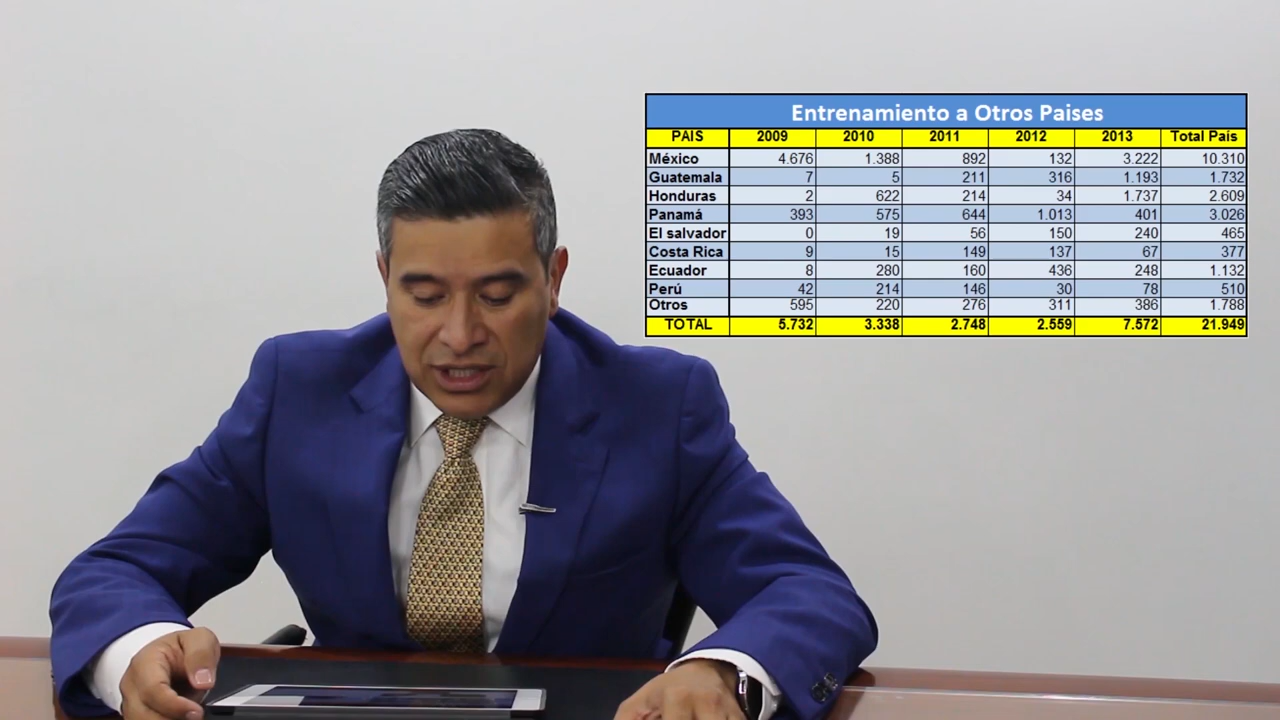 Entrenamiento a Otros Paises
PAIS 2009 2010 2011 2012 2013 Total País
México 4.676 1.388 892 132 3.222 10.310
Guatemala 7 5 211 316 1.193 1.732
Honduras 2 622 214 34 1.737 2.609
Panamá 393 575 644 1.013 401 3.026
El salvador 0 19 56 150 240 465
Costa Rica 9 15 149 137 67 377
Ecuador 8 280 160 436 248 1.132
Perú 42 214 146 30 78 510
Otros 595 220 276 311 386 1.788
TOTAL 5.732 3.338 2.748 2.559 7.572 21.949